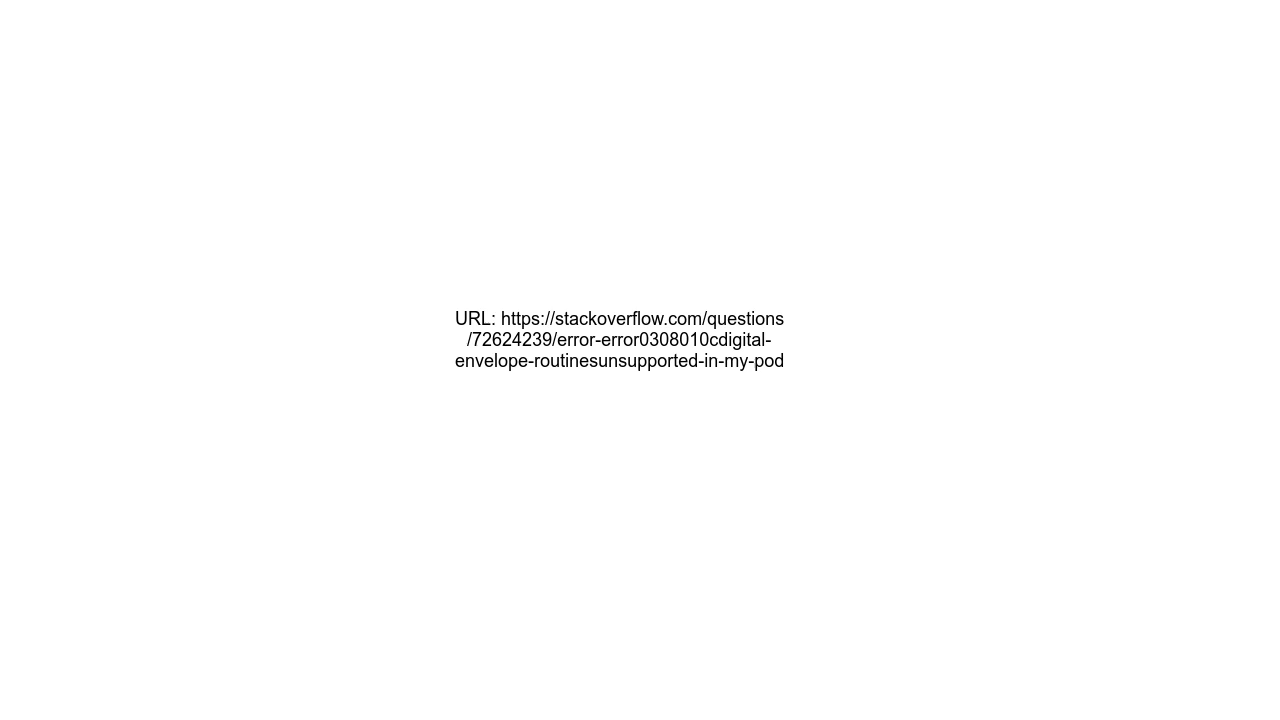 URL: https://stackoverflow.com/questions
/72624239/error-error0308010cdigital-
envelope-routinesunsupported-in-my-pod